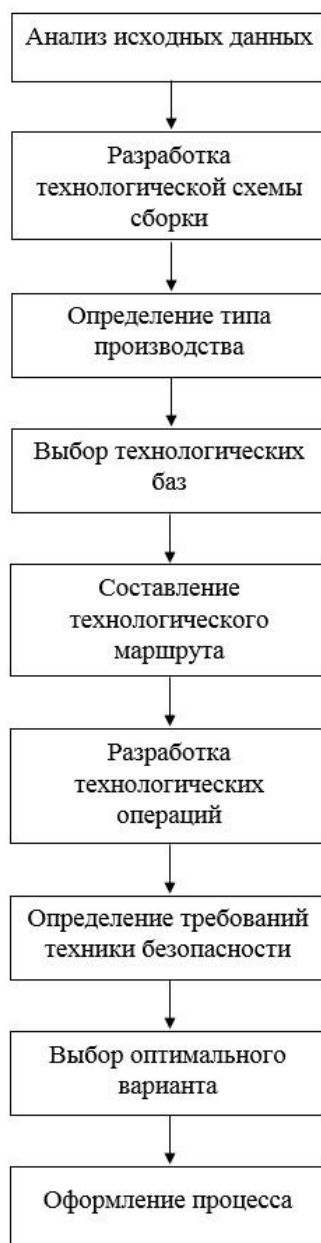 Анализ исходных данных
Разработка
технологической схемы
сборки
Определение типа
производства
Выбор технологических
баз
Составление
технологического
маршрута
Разработка
технологических
операций
Определение требований
техники безопасности
Выбор оптимального
варианта
Оформление процесса